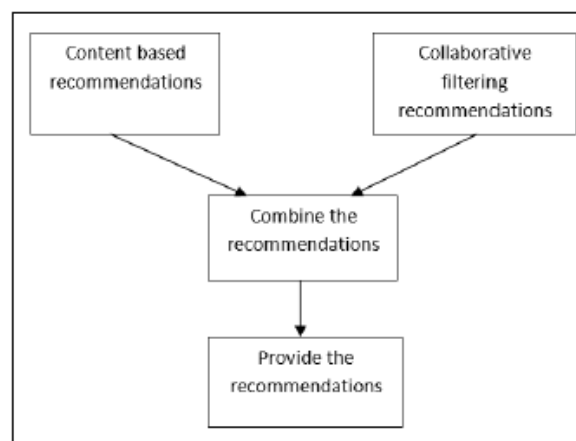 Content based
recommendations
Collaborative
filtering
recommendations
Combine the
recommendations
Provide the
recommendations